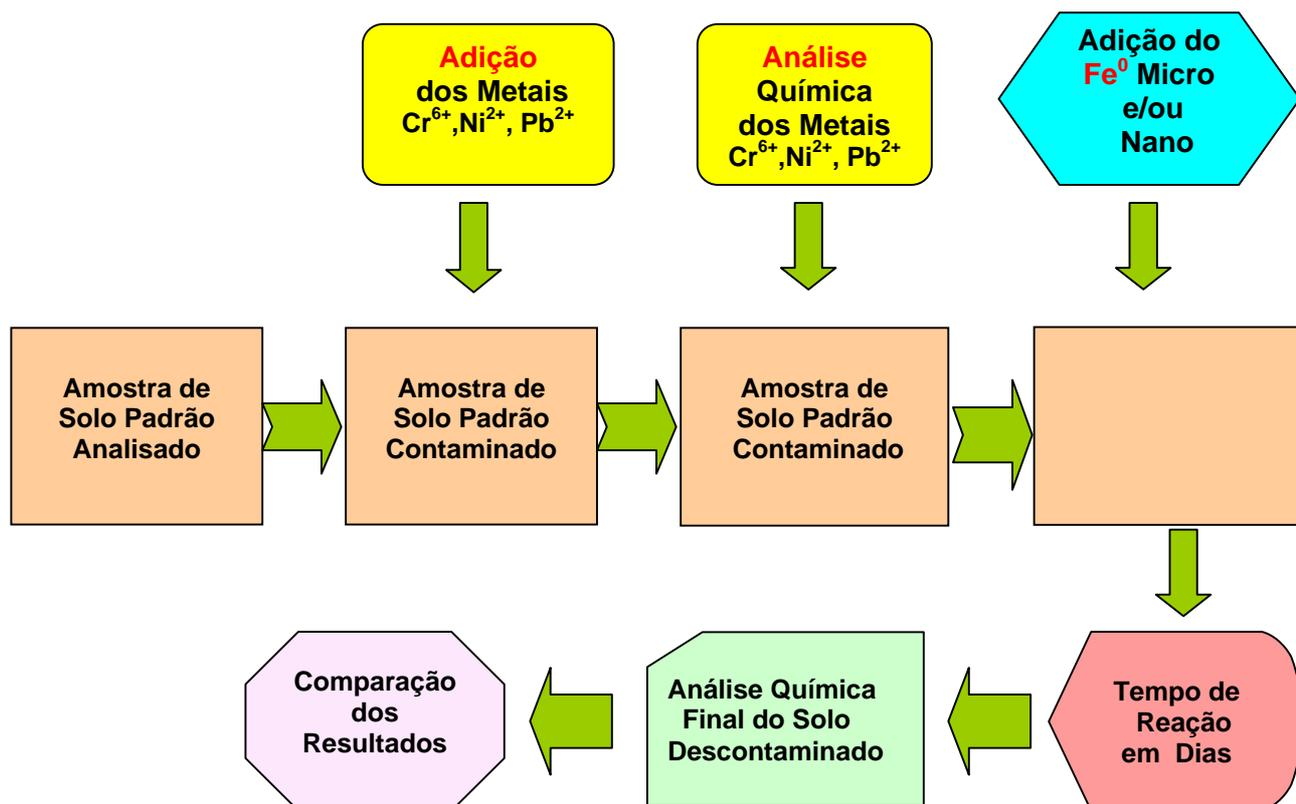 Adição
dos Metais
Cr⁶⁺,Ni²⁺, Pb²⁺
Análise
Química
dos Metais
Cr⁶⁺,Ni²⁺, Pb²⁺
Adição do
Fe⁰ Micro
e/ou
Nano
Amostra de
Solo Padrão
Analisado
Amostra de
Solo Padrão
Contaminado
Amostra de
Solo Padrão
Contaminado
Comparação
dos
Resultados
Análise Química
Final do Solo
Descontaminado
Tempo de
Reação
em Dias